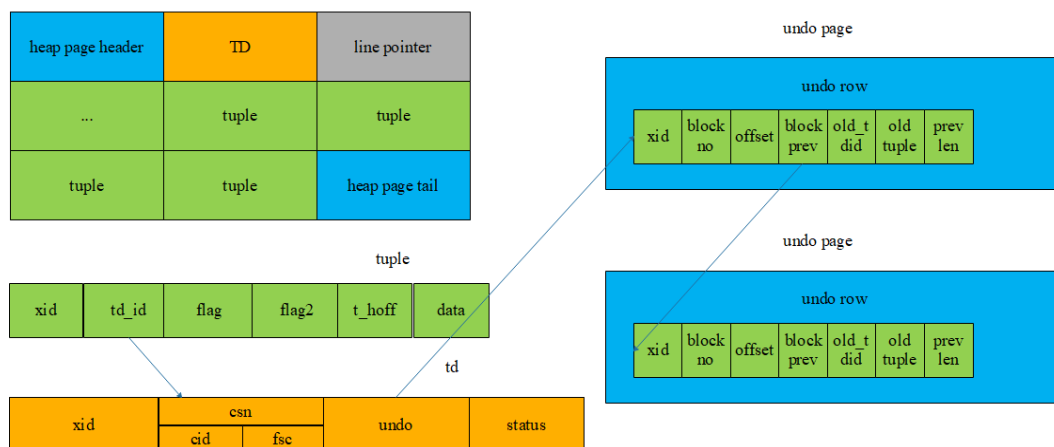 heap page header
TD
line pointer
...
tuple
tuple
tuple
tuple
heap page tail
tuple
xid
td_id
flag
flag2
t_hoff
data
td
xid
csn
cid
fsc
undo
status
undo page
undo row
xid
block
no
offset
block
prev
old_t
did
old
tuple
prev
len
undo page
undo row
xid
block
no
offset
block
prev
old_t
did
old
tuple
prev
len